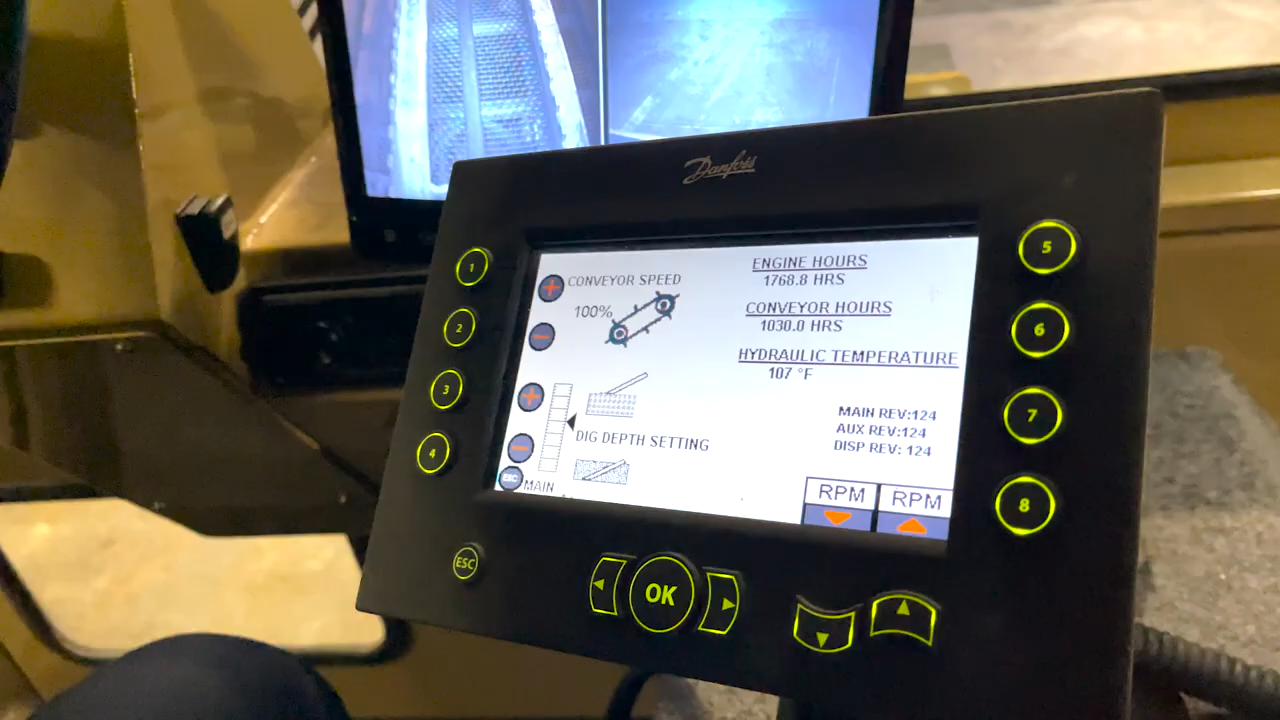 Danfoss
1
2
3
4
CONVEYOR SPEED
100%
DIG DEPTH SETTING
ESC
MAIN
ENGINE HOURS
1768.8 HRS
CONVEYOR HOURS
1030.0 HRS
HYDRAULIC TEMPERATURE
107 °F
MAIN REV:124
AUX REV:124
DISP REV: 124
RPM RPM
5
6
7
8
ESC
OK